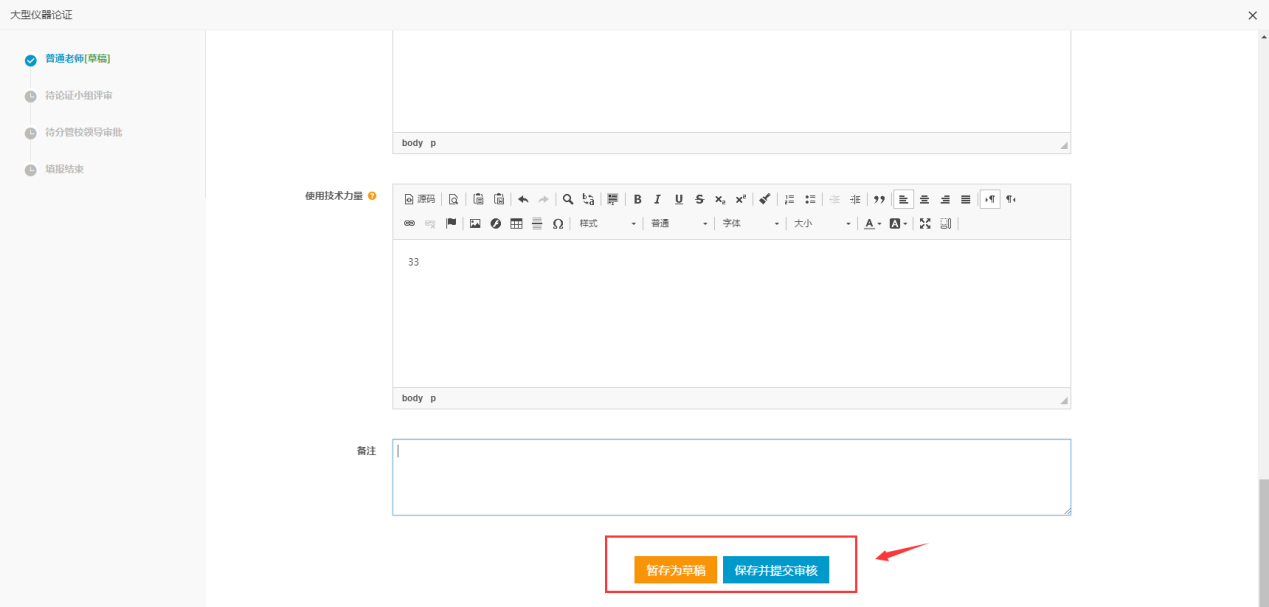 大型仪器论证
普通老师[草稿]
待论证小组评审
待分管校领导审批
填报结束
body p
使用技术力量
源码
样式 普通 字体 大小
33
body p
备注
暂存为草稿 保存并提交审核